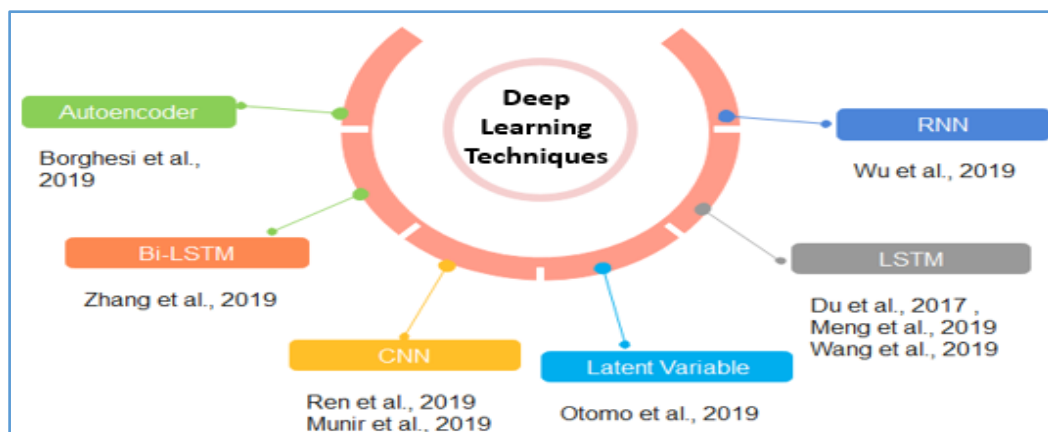 Deep
Learning
Techniques
Autoencoder
Borghesi et al.,
2019
Bi-LSTM
Zhang et al., 2019
CNN
Ren et al., 2019
Munir et al., 2019
Latent Variable
Otomo et al., 2019
LSTM
Du et al., 2017 ,
Meng et al., 2019
Wang et al., 2019
RNN
Wu et al., 2019